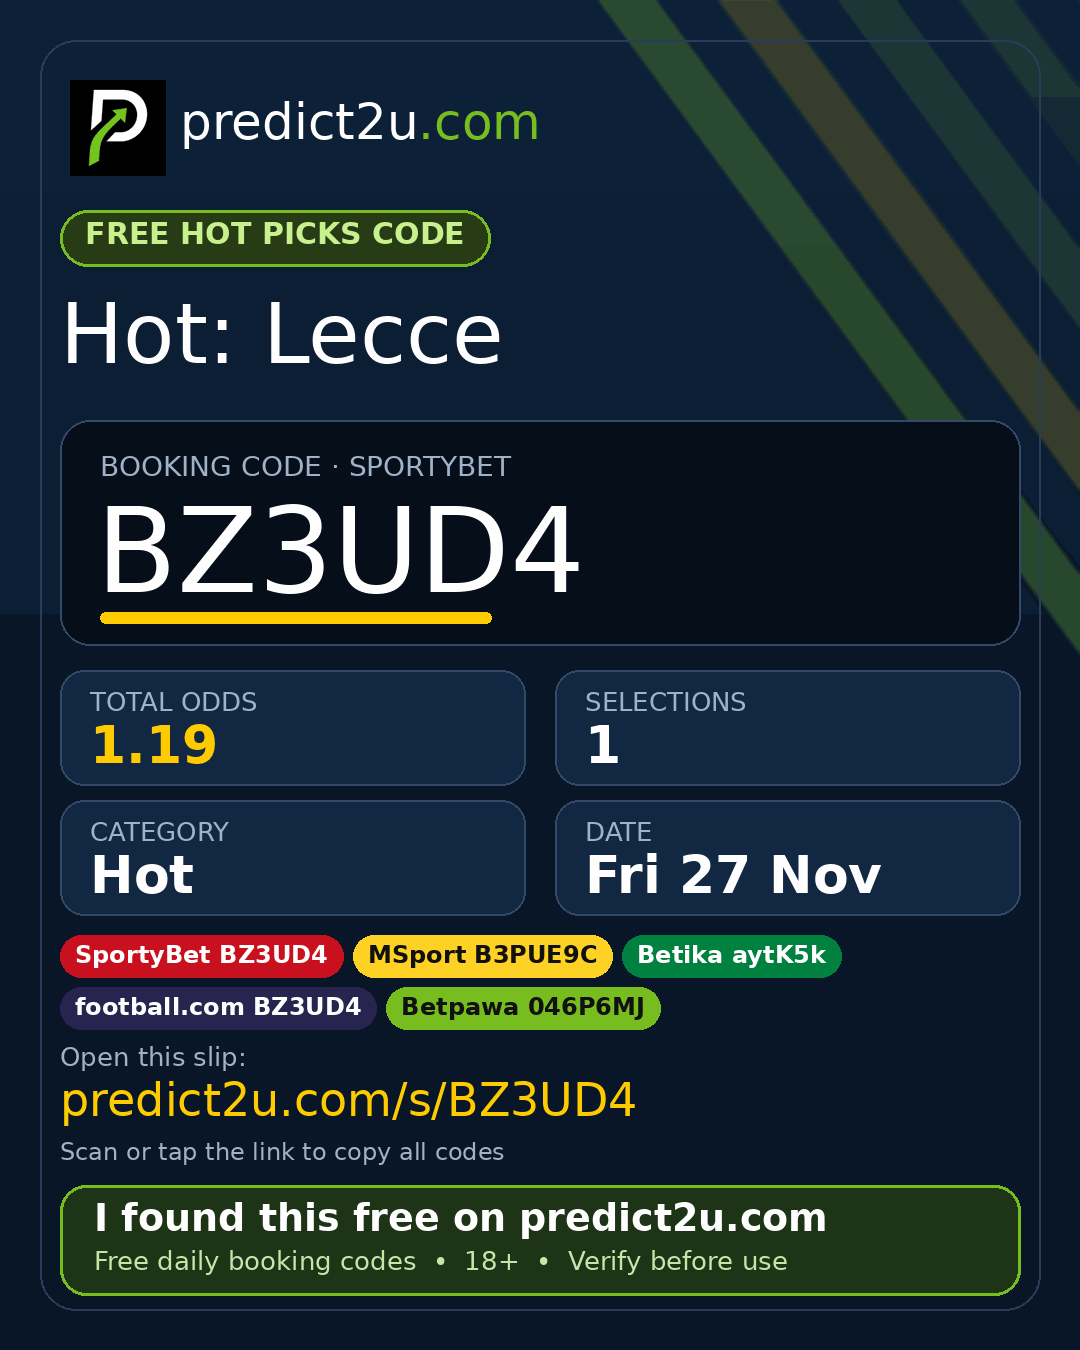 predict2u.com
FREE HOT PICKS CODE
Hot: Lecce
BOOKING CODE · SPORTYBET
BZ3UD4
TOTAL ODDS
1.19
SELECTIONS
1
CATEGORY
Hot
DATE
Fri 27 Nov
SportyBet BZ3UD4 MSport B3PUE9C Betika aytK5k
football.com BZ3UD4 Betpawa 046P6MJ
Open this slip:
predict2u.com/s/BZ3UD4
Scan or tap the link to copy all codes
I found this free on predict2u.com
Free daily booking codes • 18+ • Verify before use